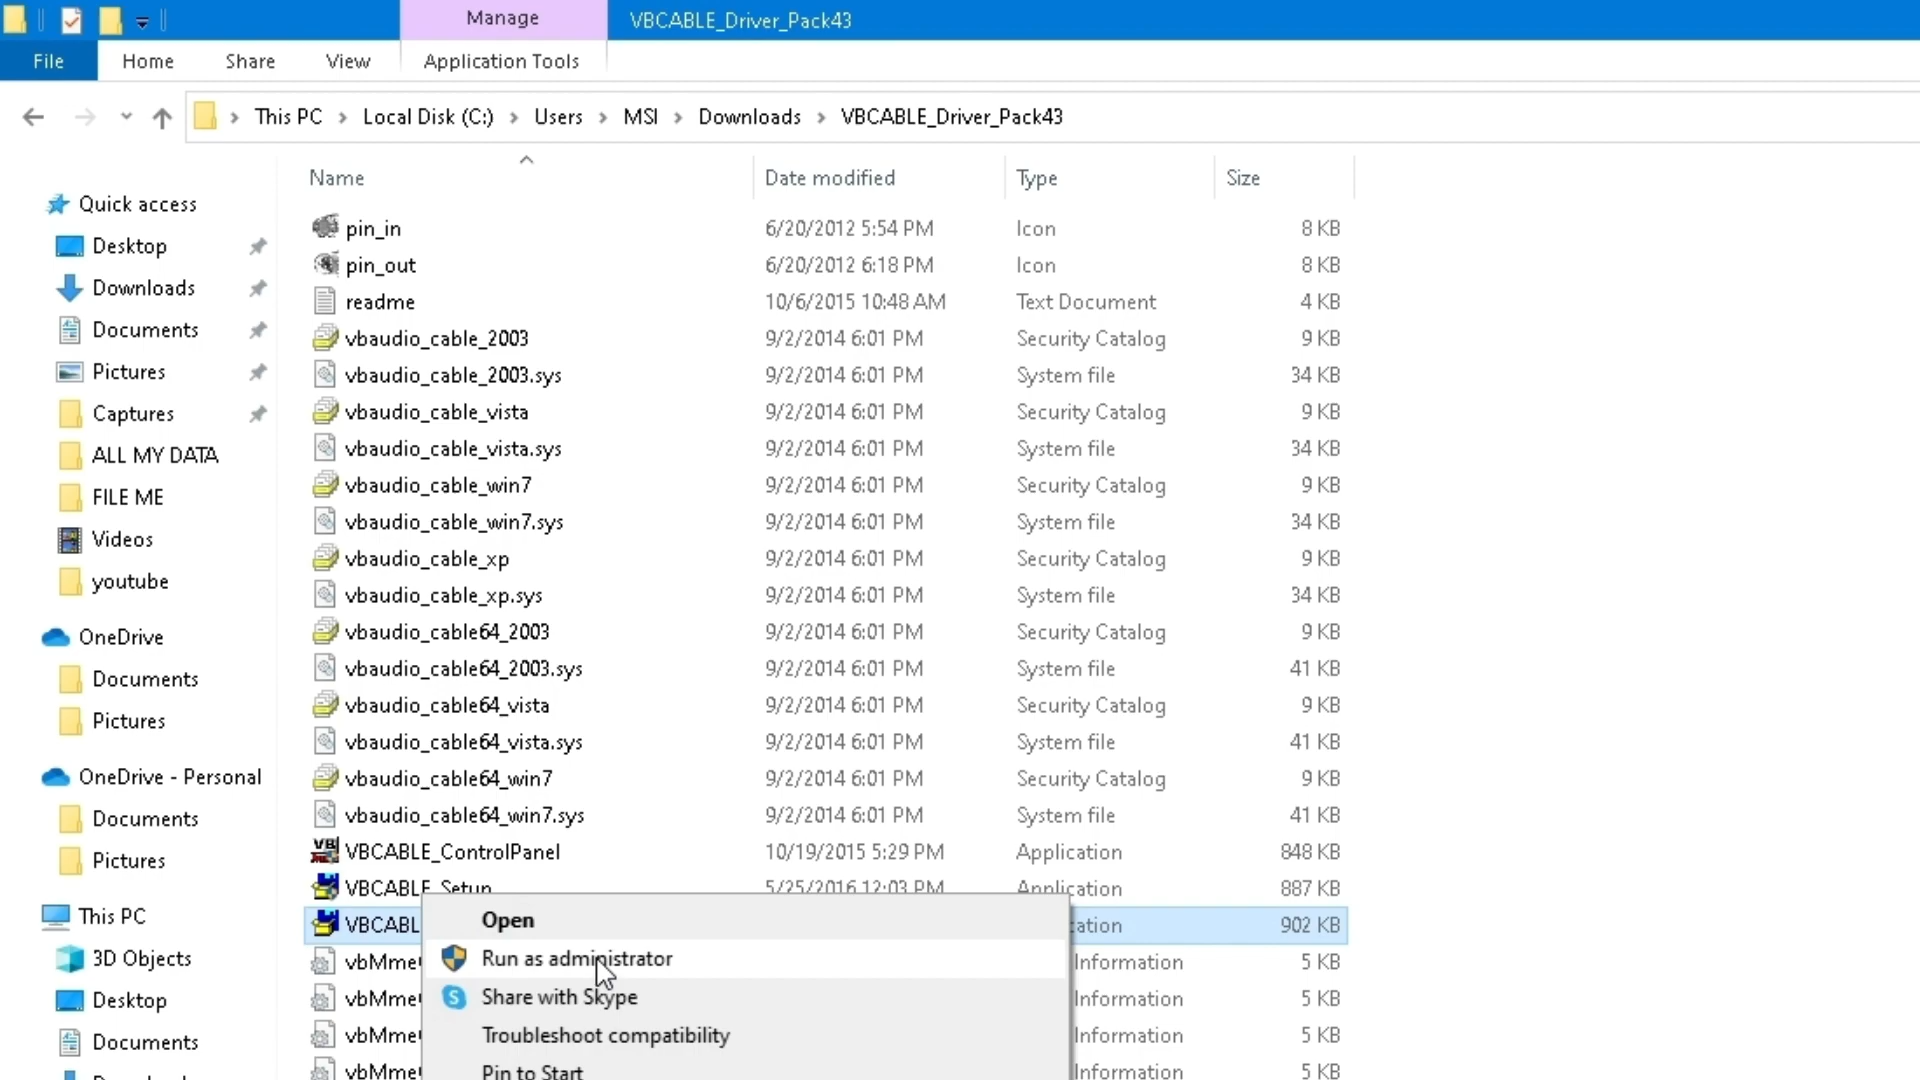 Manage
VBCABLE_Driver_Pack43
File
Home
Share
View
Application Tools
This PC
Local Disk (C:)
Users
MSI
Downloads
VBCABLE_Driver_Pack43
Name
Date modified
Type
Size
Quick access
Desktop
Downloads
Documents
Pictures
Captures
ALL MY DATA
FILE ME
Videos
youtube
OneDrive
Documents
Pictures
OneDrive - Personal
Documents
Pictures
This PC
3D Objects
Desktop
Documents
pin_in 6/20/2012 5:54 PM Icon 8 KB
pin_out 6/20/2012 6:18 PM Icon 8 KB
readme 10/6/2015 10:48 AM Text Document 4 KB
vbaudio_cable_2003 9/2/2014 6:01 PM Security Catalog 9 KB
vbaudio_cable_2003.sys 9/2/2014 6:01 PM System file 34 KB
vbaudio_cable_vista 9/2/2014 6:01 PM Security Catalog 9 KB
vbaudio_cable_vista.sys 9/2/2014 6:01 PM System file 34 KB
vbaudio_cable_win7 9/2/2014 6:01 PM Security Catalog 9 KB
vbaudio_cable_win7.sys 9/2/2014 6:01 PM System file 34 KB
vbaudio_cable_xp 9/2/2014 6:01 PM Security Catalog 9 KB
vbaudio_cable_xp.sys 9/2/2014 6:01 PM System file 34 KB
vbaudio_cable64_2003 9/2/2014 6:01 PM Security Catalog 9 KB
vbaudio_cable64_2003.sys 9/2/2014 6:01 PM System file 41 KB
vbaudio_cable64_vista 9/2/2014 6:01 PM Security Catalog 9 KB
vbaudio_cable64_vista.sys 9/2/2014 6:01 PM System file 41 KB
vbaudio_cable64_win7 9/2/2014 6:01 PM Security Catalog 9 KB
vbaudio_cable64_win7.sys 9/2/2014 6:01 PM System file 41 KB
VBCABLE_ControlPanel 10/19/2015 5:29 PM Application 848 KB
VBCABLE_Setup 5/25/2016 12:03 PM Application 887 KB
VBCABL cation 902 KB
vbMme Information 5 KB
vbMme Information 5 KB
vbMme Information 5 KB
vbMme Information 5 KB
Open
Run as administrator
Share with Skype
Troubleshoot compatibility
Pin to Start